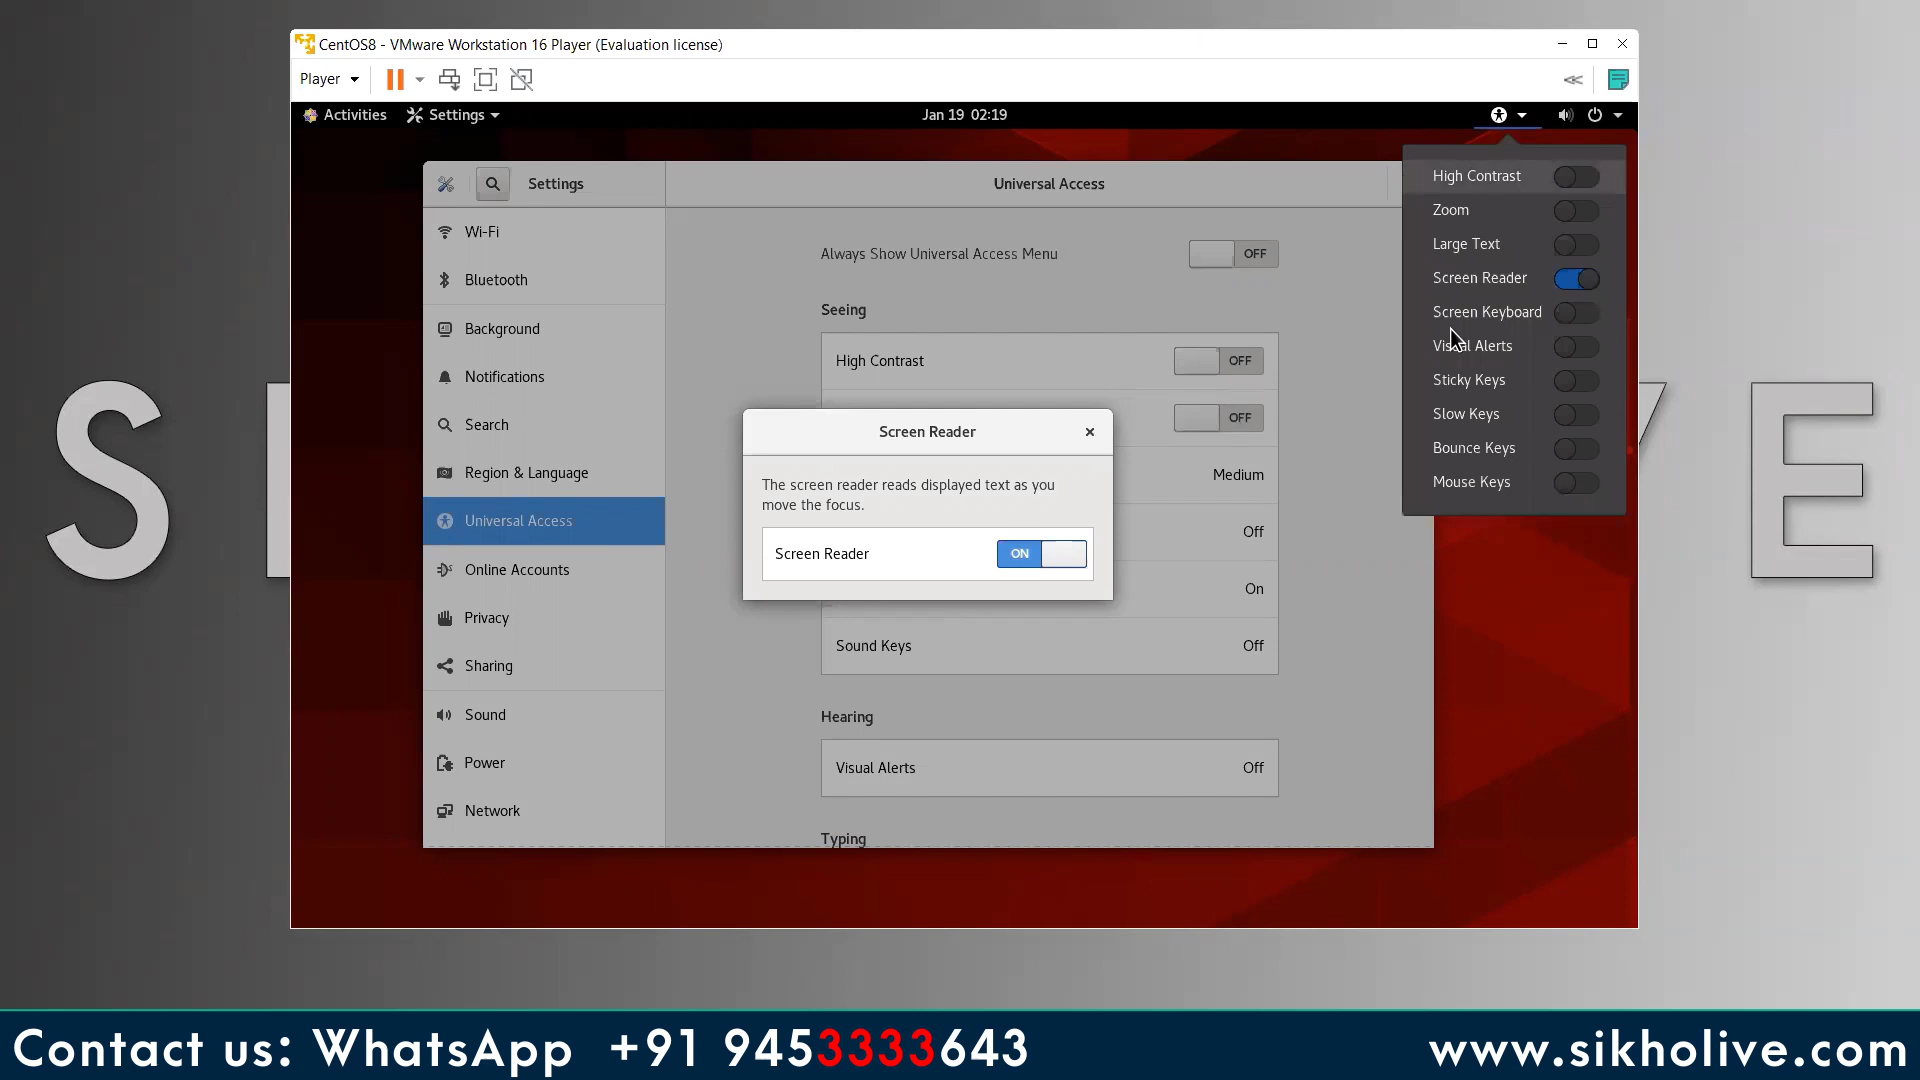 CentOS8 - VMware Workstation 16 Player (Evaluation license)
Player
Activities
Settings
Jan 19 02:19
Settings
Universal Access
Wi-Fi
Bluetooth
Background
Notifications
Search
Region & Language
Universal Access
Online Accounts
Privacy
Sharing
Sound
Power
Network
Always Show Universal Access Menu OFF
Seeing
High Contrast OFF
OFF
Medium
Off
On
Sound Keys Off
Hearing
Visual Alerts Off
Typing
Screen Reader
The screen reader reads displayed text as you
move the focus.
Screen Reader ON
High Contrast
Zoom
Large Text
Screen Reader
Screen Keyboard
Visual Alerts
Sticky Keys
Slow Keys
Bounce Keys
Mouse Keys
S
E
Contact us: WhatsApp +91 9453333643
www.sikholive.com